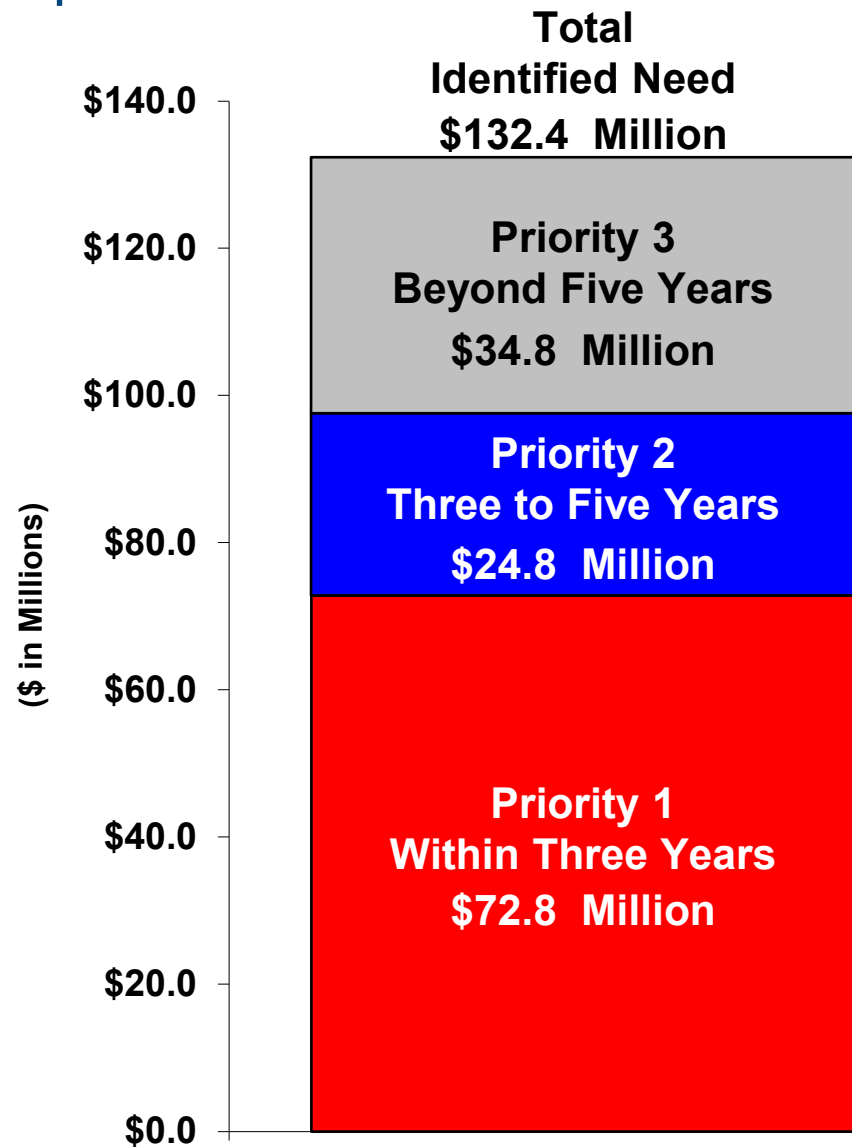 Total
Identified Need
$132.4 Million
$140.0
$120.0
$100.0
$80.0
$60.0
$40.0
$20.0
$0.0
($ in Millions)
Priority 3
Beyond Five Years
$34.8 Million
Priority 2
Three to Five Years
$24.8 Million
Priority 1
Within Three Years
$72.8 Million